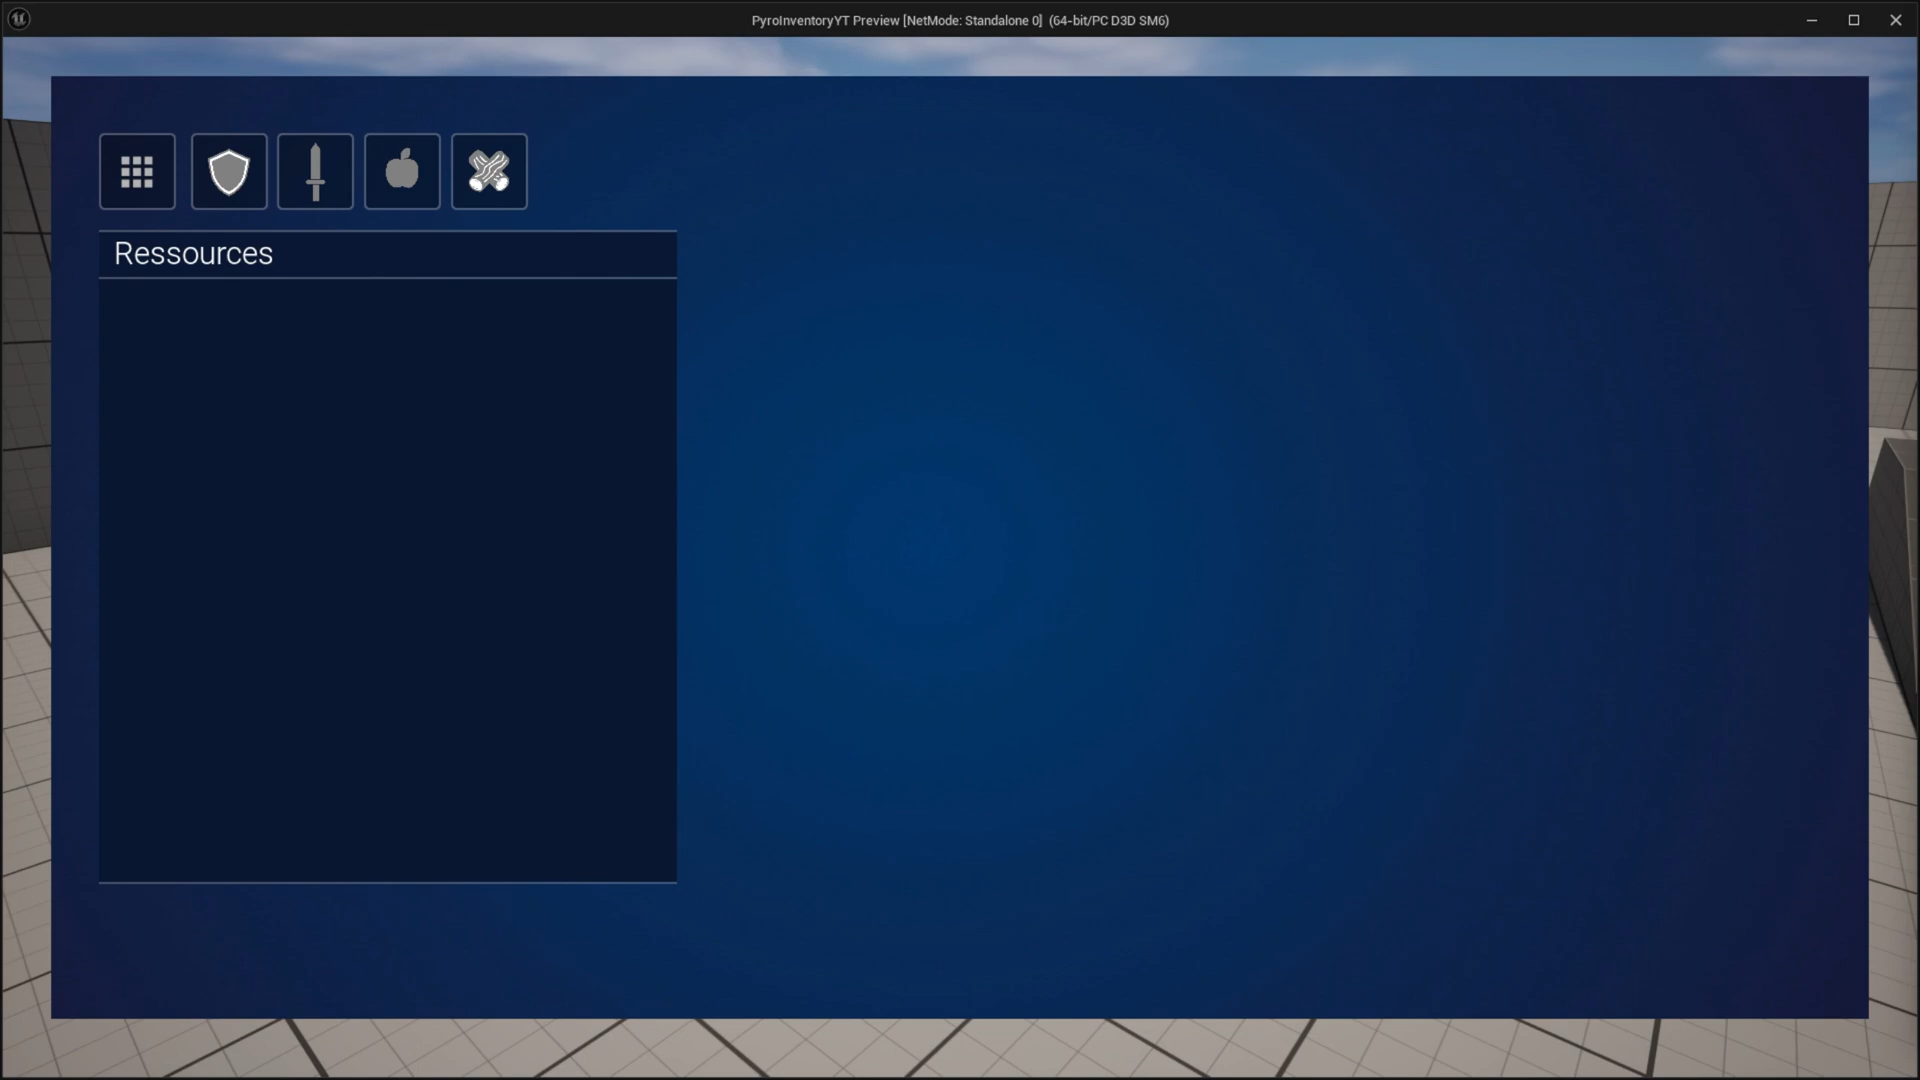 PyroInventoryYT Preview [NetMode: Standalone 0] (64-bit/PC D3D SM6)
Ressources